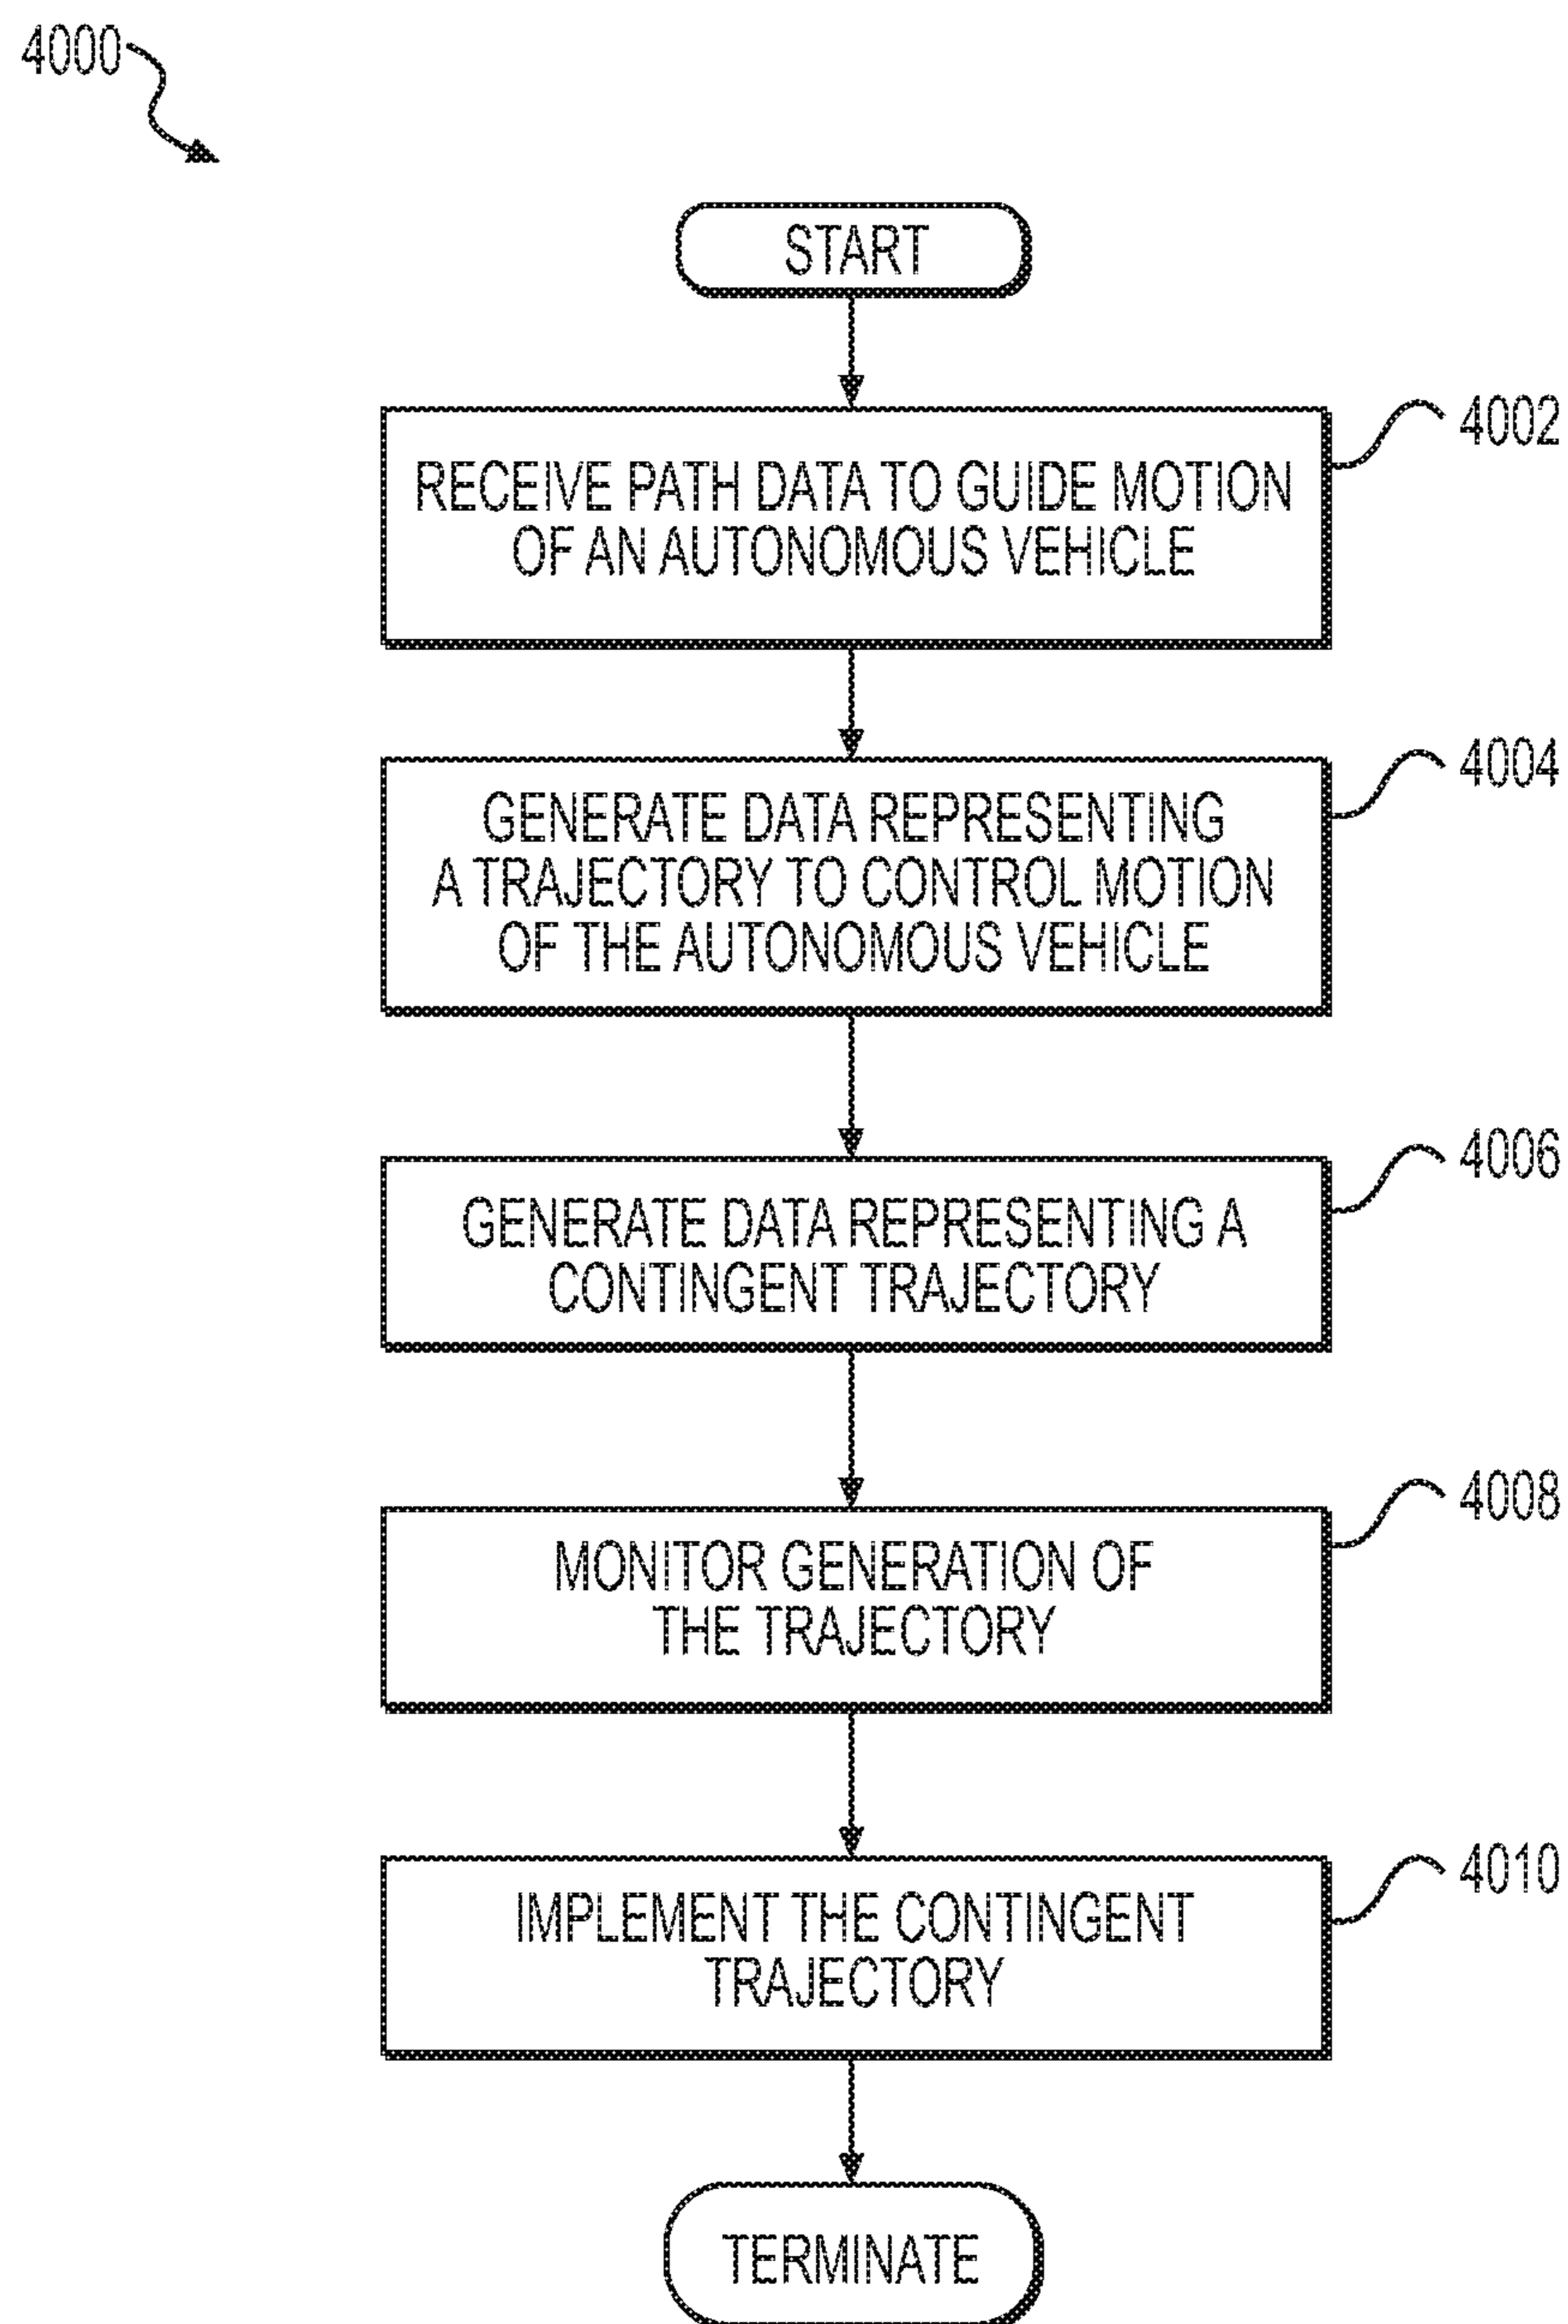 4000
START
4002
RECEIVE PATH DATA TO GUIDE MOTION
OF AN AUTONOMOUS VEHICLE
4004
GENERATE DATA REPRESENTING
A TRAJECTORY TO CONTROL MOTION
OF THE AUTONOMOUS VEHICLE
4006
GENERATE DATA REPRESENTING A
CONTINGENT TRAJECTORY
4008
MONITOR GENERATION OF
THE TRAJECTORY
4010
IMPLEMENT THE CONTINGENT
TRAJECTORY
TERMINATE